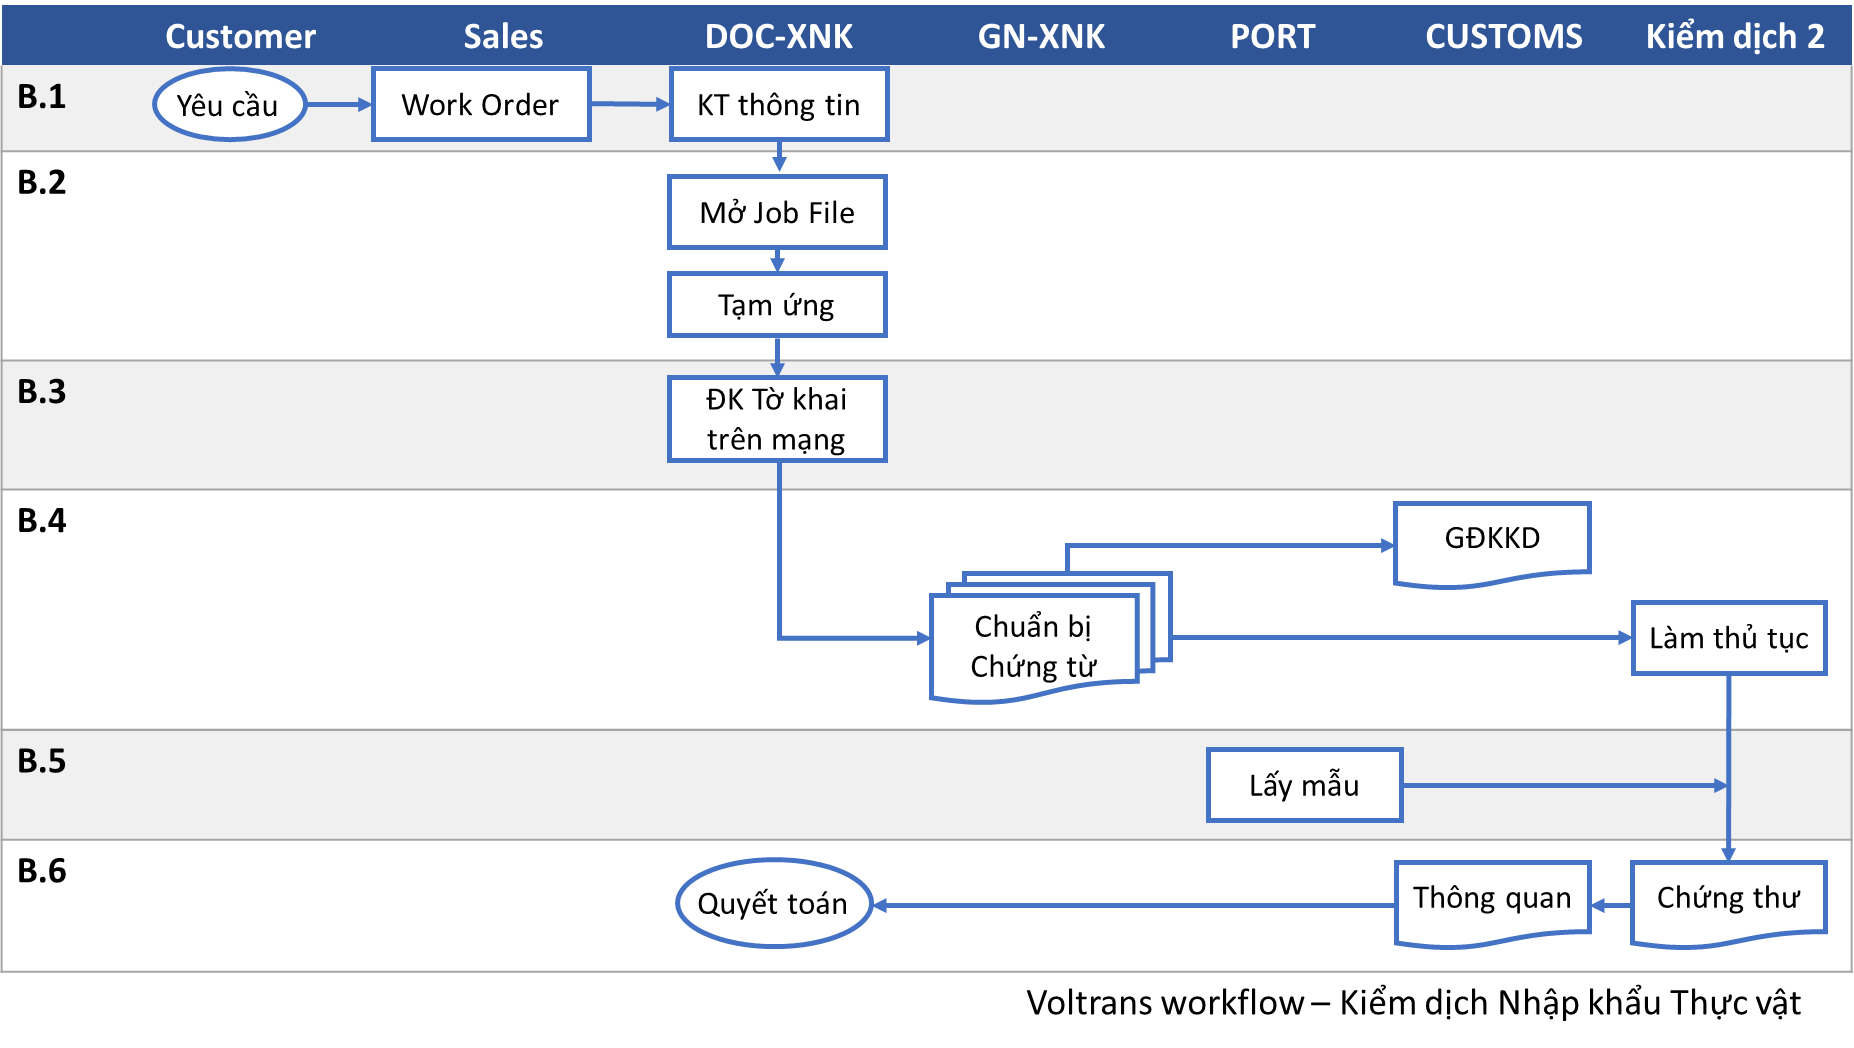 Customer Sales DOC-XNK GN-XNK PORT CUSTOMS Kiểm dịch 2
B.1 Yêu cầu Work Order KT thông tin
B.2
Mở Job File
Tạm ứng
B.3
ĐK Tờ khai
trên mạng
B.4
GĐKKD
Chuẩn bị
Chứng từ
Làm thủ tục
B.5
Lấy mẫu
B.6
Quyết toán Thông quan Chứng thư
Voltrans workflow – Kiểm dịch Nhập khẩu Thực vật